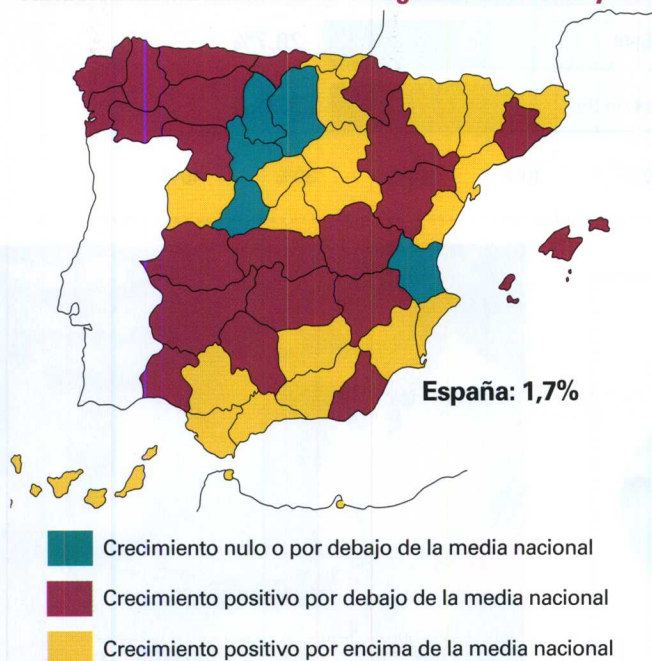 España: 1,7%
Crecimiento nulo o por debajo de la media nacional
Crecimiento positivo por debajo de la media nacional
Crecimiento positivo por encima de la media nacional